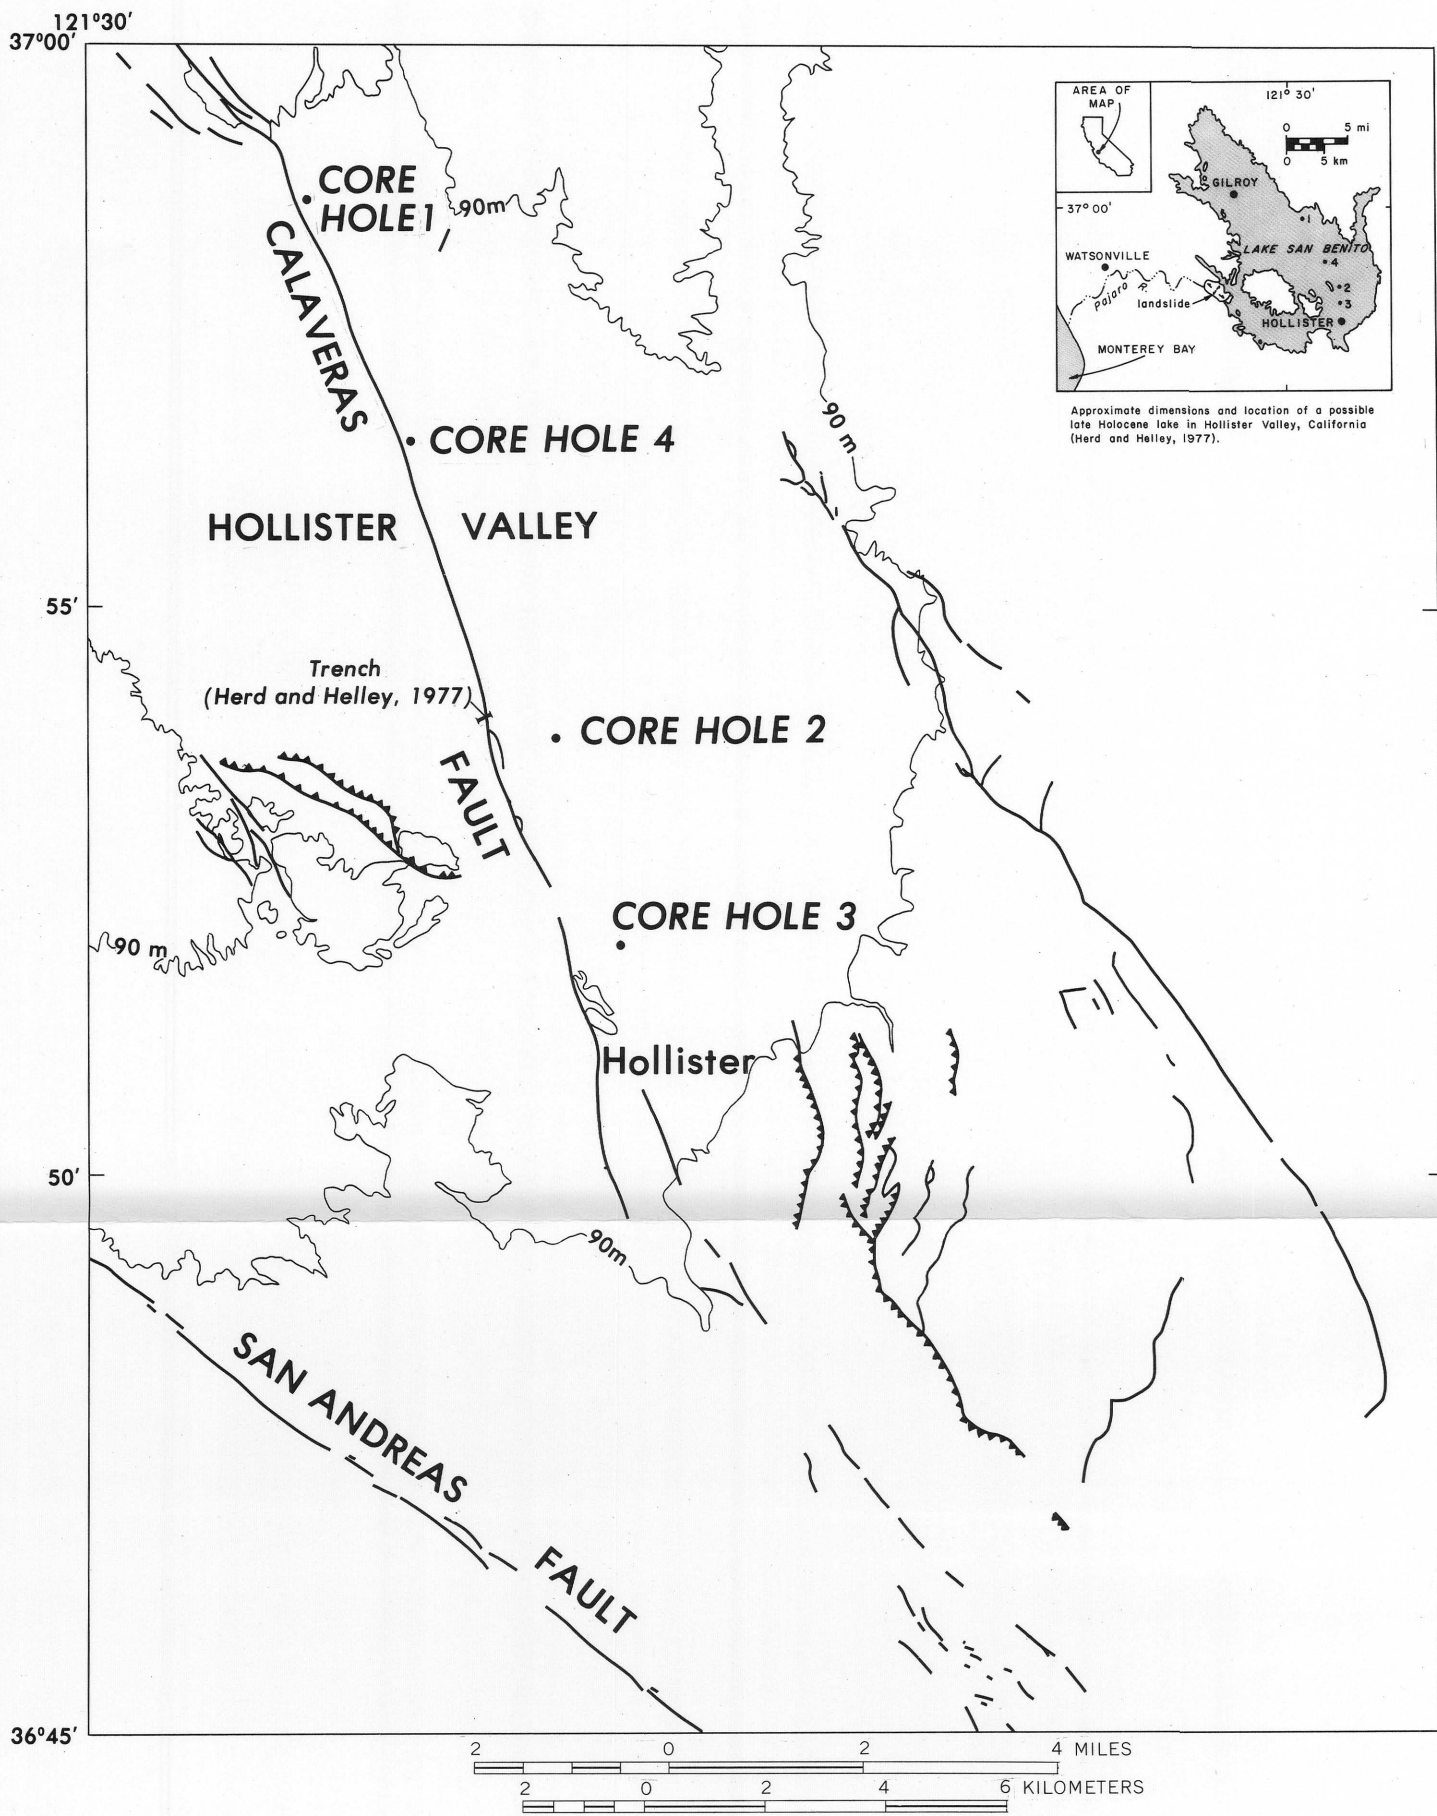 121°30′
37°00′
AREA OF
MAP
121° 30′
0 5 mi
0 5 km
GILROY
37° 00′
1
LAKE SAN BENITO
4
WATSONVILLE
Pajaro R.
2
landslide
3
HOLLISTER
MONTEREY BAY
Approximate dimensions and location of a possible
late Holocene lake in Hollister Valley, California
(Herd and Helley, 1977).
CORE
HOLE 1
90m
CALAVERAS
90 m
CORE HOLE 4
HOLLISTER VALLEY
55′
Trench
(Herd and Helley, 1977)
CORE HOLE 2
FAULT
CORE HOLE 3
90 m
Hollister
50′
90m
SAN ANDREAS
FAULT
36°45′
2 0 2 4 MILES
2 0 2 4 6 KILOMETERS